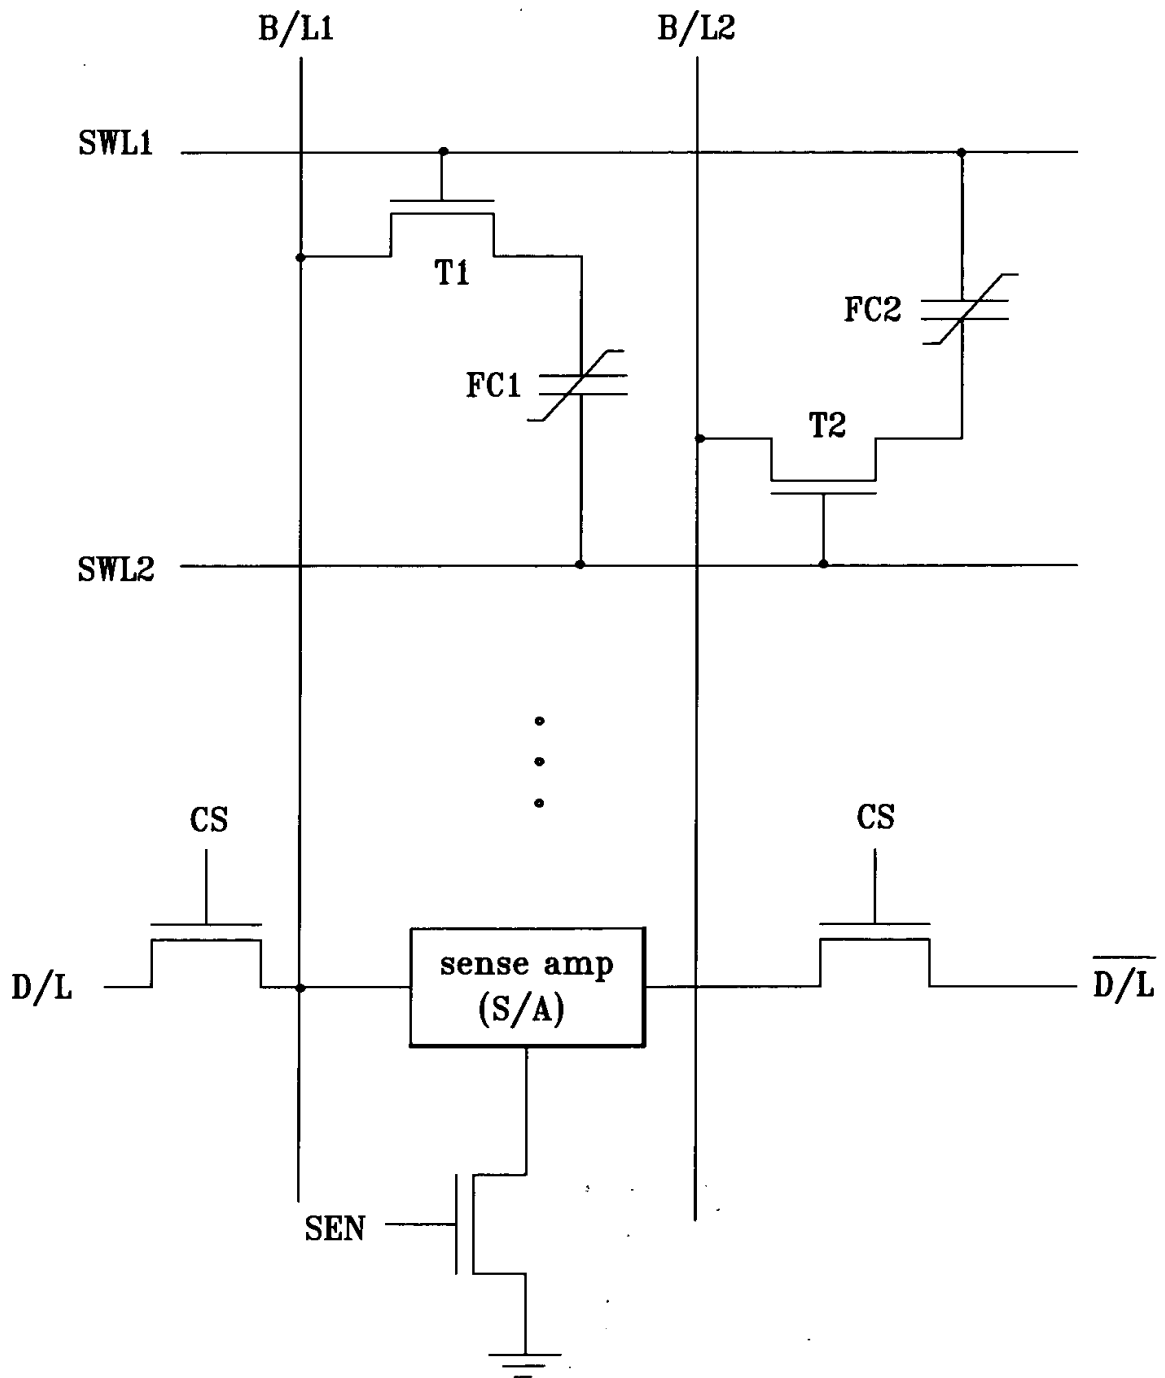 B/L1
B/L2
SWL1
T1
FC2
FC1
T2
SWL2
CS
CS
D/L
sense amp
(S/A)
D/L
SEN